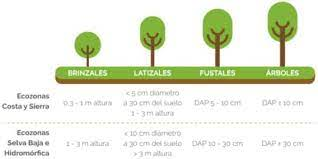 BRINZALES LATIZALES FUSTALES ÁRBOLES
Ecozonas
Costa y Sierra
0,3 - 1 m altura
< 5 cm diámetro
á 30 cm del suelo
1 - 3 m altura
DAP 5 - 10 cm
DAP ≥ 10 cm
Ecozonas
Selva Baja e
Hidromórfica
1 - 3 m altura
< 10 cm diámetro
á 30 cm del suelo
> 3 m altura
DAP 10 - 30 cm
DAP ≥ 30 cm